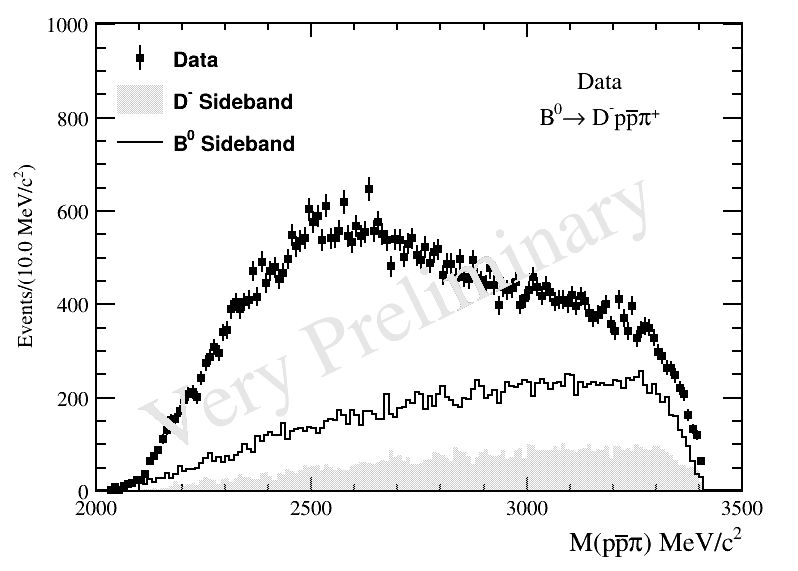 1000
800
600
400
200
0
2000
2500
3000
3500
Events/(10.0 MeV/c²)
M(pp̅π) MeV/c²
Data
D⁻ Sideband
B⁰ Sideband
Data
B⁰→ D⁻pp̅π⁺
Very Preliminary